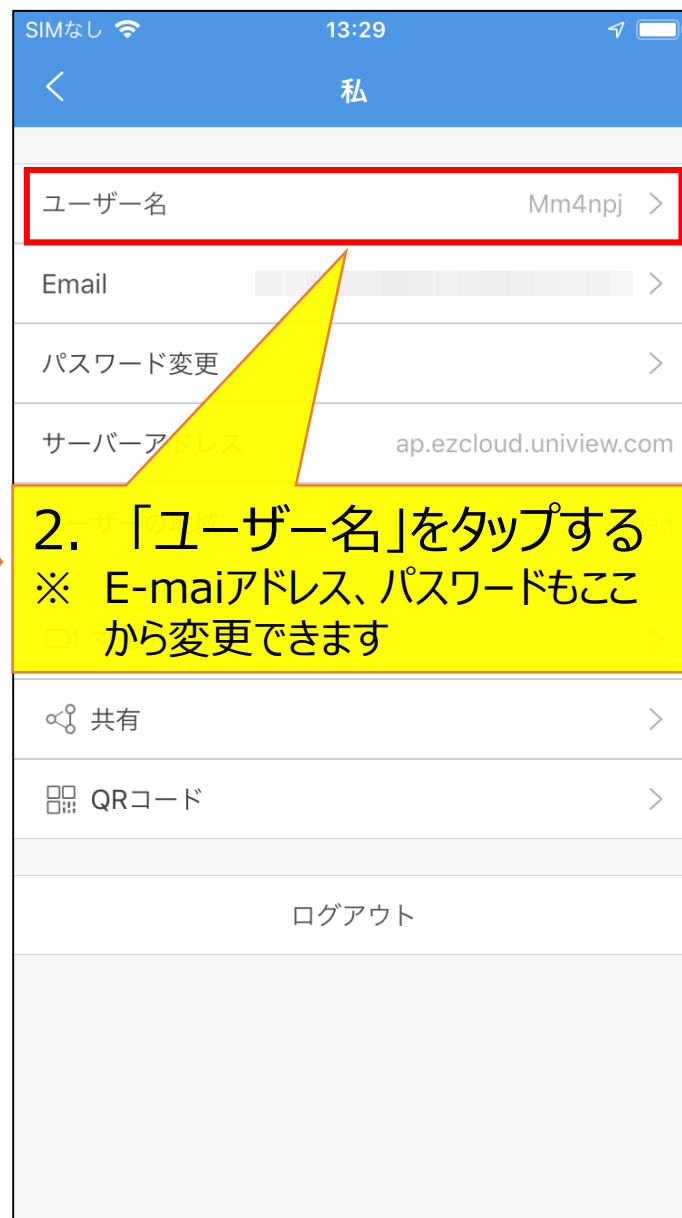 SIMなし 13:29
私
ユーザー名 Mm4npj
Email
パスワード変更
サーバーアドレス ap.ezcloud.uniview.com
2. 「ユーザー名」をタップする
※ E-maiアドレス、パスワードもここ
から変更できます
共有
QRコード
ログアウト